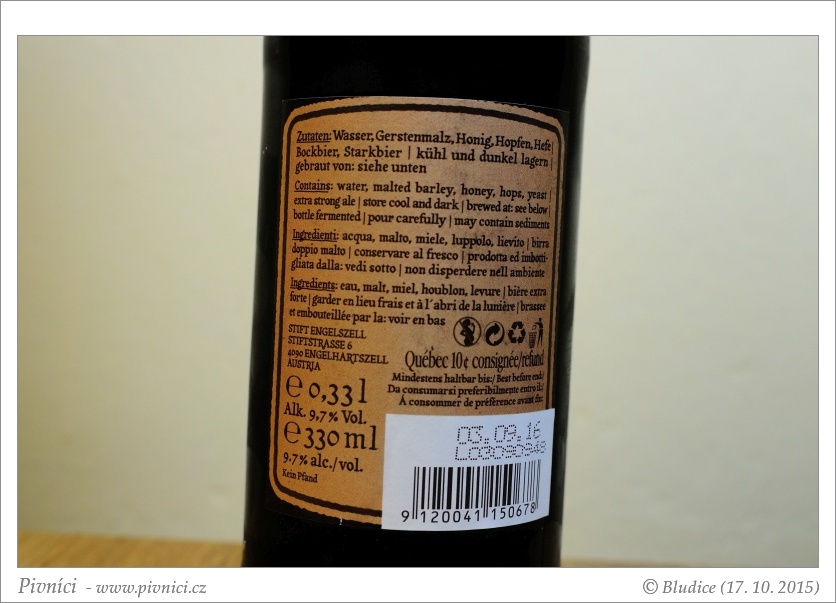 Zutaten: Wasser, Gerstenmalz, Honig, Hopfen, Hefe|
Bockbier, Starkbier | kühl und dunkel lagern |
gebraut von: siehe unten
Contains: water, malted barley, honey, hops, yeast |
extra strong ale | store cool and dark | brewed at: see below |
bottle fermented | pour carefully | may contain sediments
Ingredienti: acqua, malto, miele, luppolo, lievito | birra
doppio malto | conservare al fresco | prodotta ed imbotti-
gliata dalla: vedi sotto | non disperdere nell ambiente
Ingredients: eau, malt, miel, houblon, levure | bière extra
forte | garder en lieu frais et à l´abri de la lunière | brassée
et embouteillée par la: voir en bas
STIFT ENGELSZELL
STIFTSTRASSE 6
4090 ENGELHARTSZELL
AUSTRIA
Québec 10¢ consignée/refund
Mindestens haltbar bis:/ Best before end:/
Da consumarsi preferibilmente entro il:/
A consommer de préférence avant fin:
℮ 0,33 l
Alk. 9,7 % Vol.
℮ 330 ml
9.7 % alc./vol.
Kein Pfand
03.09.16
L03090948
9 120041 150678
Pivníci - www.pivnici.cz
© Bludice (17. 10. 2015)